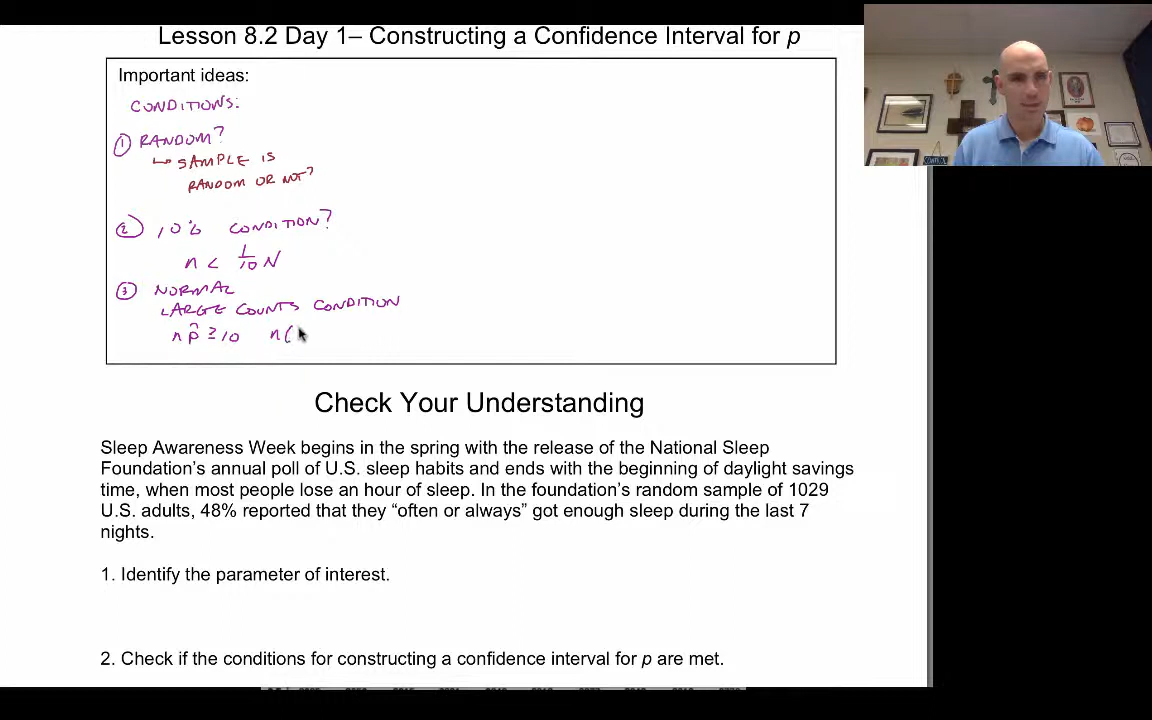 Lesson 8.2 Day 1– Constructing a Confidence Interval for p
Important ideas:
CONDITIONS:
① RANDOM?
↳ SAMPLE IS
RANDOM OR NOT?
② 10% CONDITION?
n < 1/10 N
③ NORMAL
LARGE COUNTS CONDITION
n p̂ ≥ 10 n(
Check Your Understanding
Sleep Awareness Week begins in the spring with the release of the National Sleep
Foundation’s annual poll of U.S. sleep habits and ends with the beginning of daylight savings
time, when most people lose an hour of sleep. In the foundation’s random sample of 1029
U.S. adults, 48% reported that they “often or always” got enough sleep during the last 7
nights.
1. Identify the parameter of interest.
2. Check if the conditions for constructing a confidence interval for p are met.